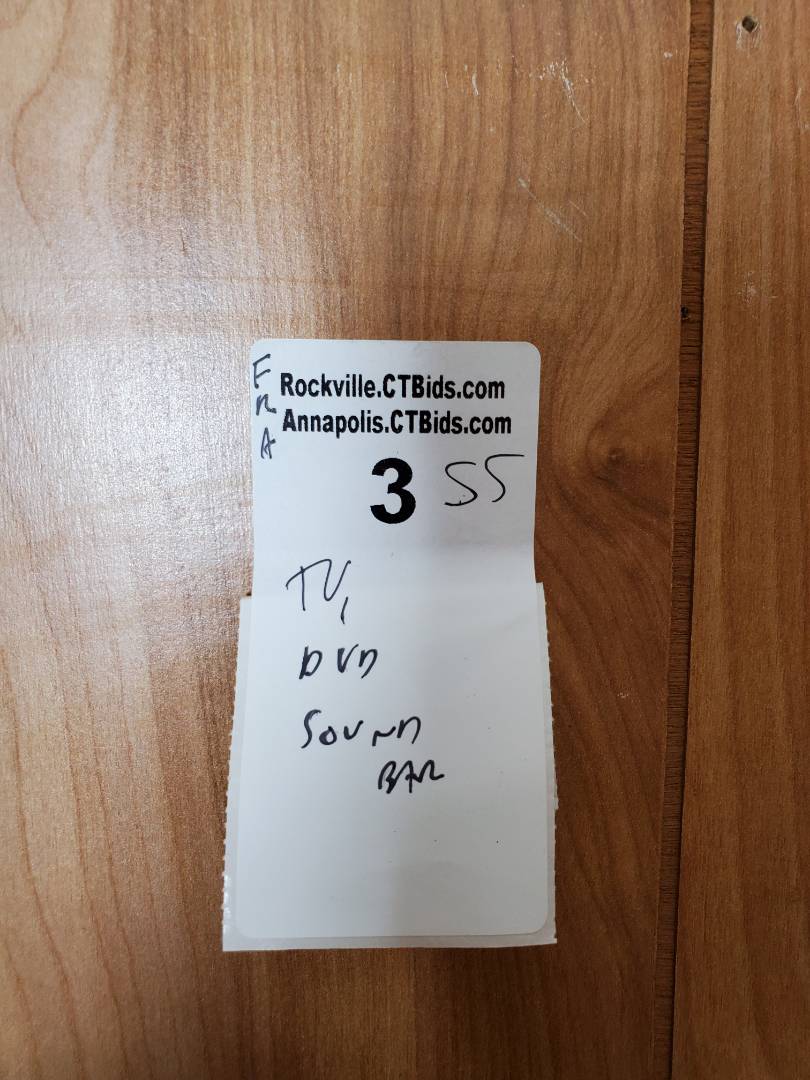 Rockville.CTBids.com
Annapolis.CTBids.com
3 55
TV,
DVD
SOUND
BAR